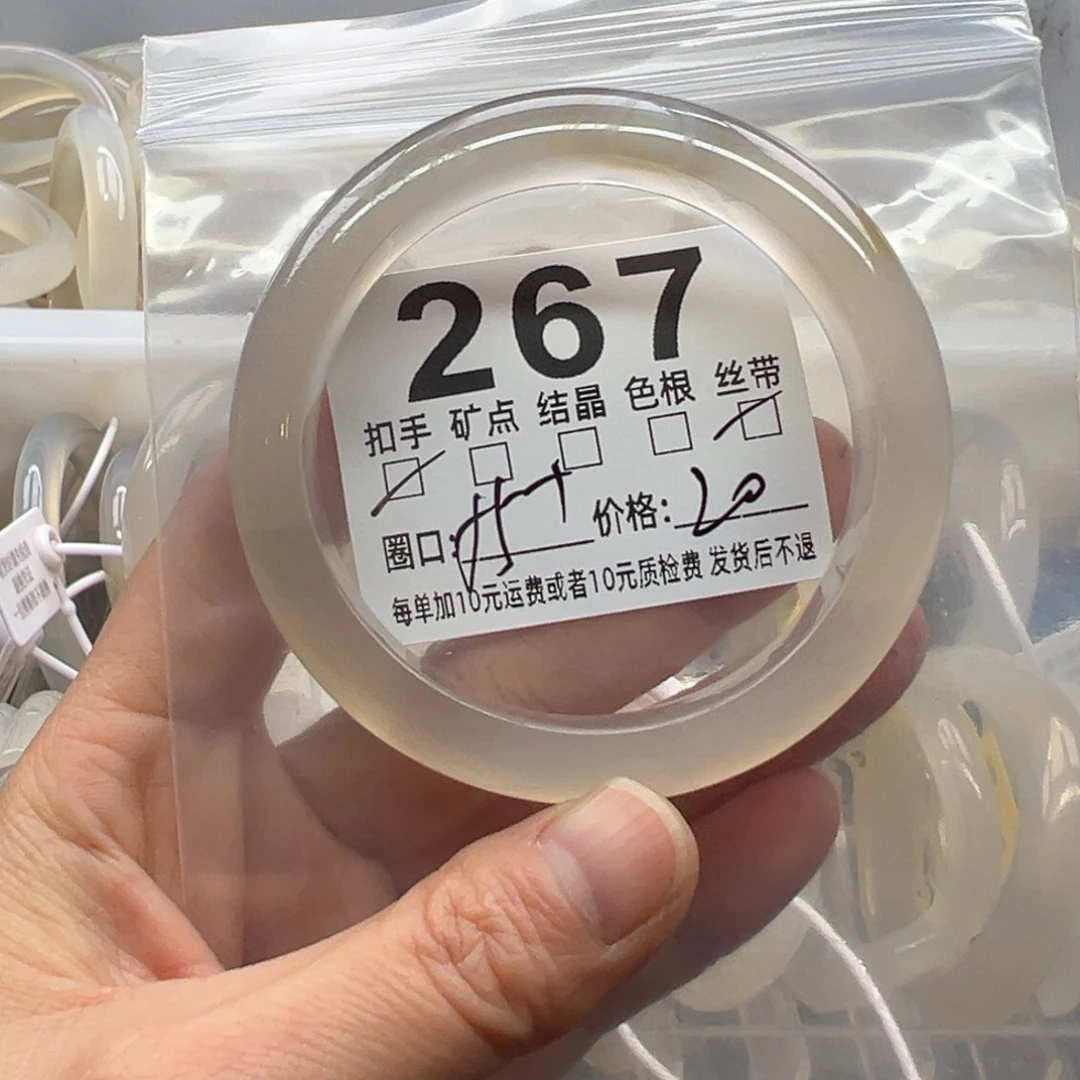 267
扣手 矿点 结晶 色根 丝带
圈口: 价格: 20
每单加10元运费或者10元质检费 发货后不退